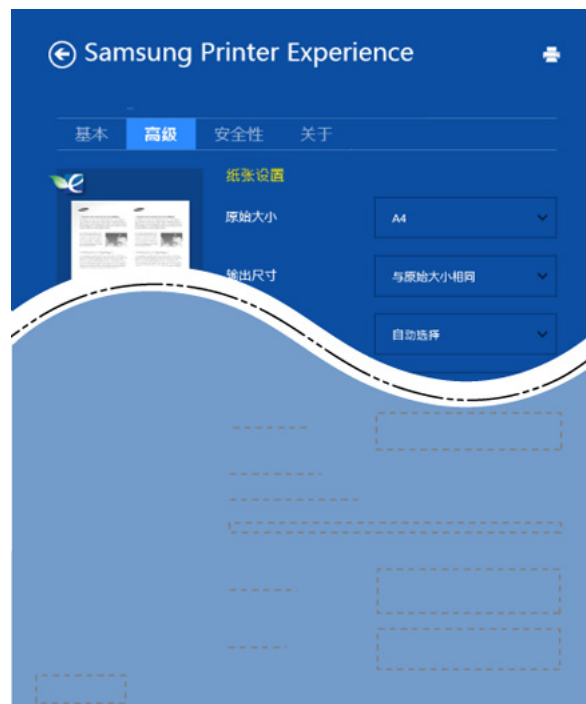 Samsung Printer Experience
基本 高级 安全性 关于
纸张设置
原始大小 A4
输出尺寸 与原始大小相同
自动选择